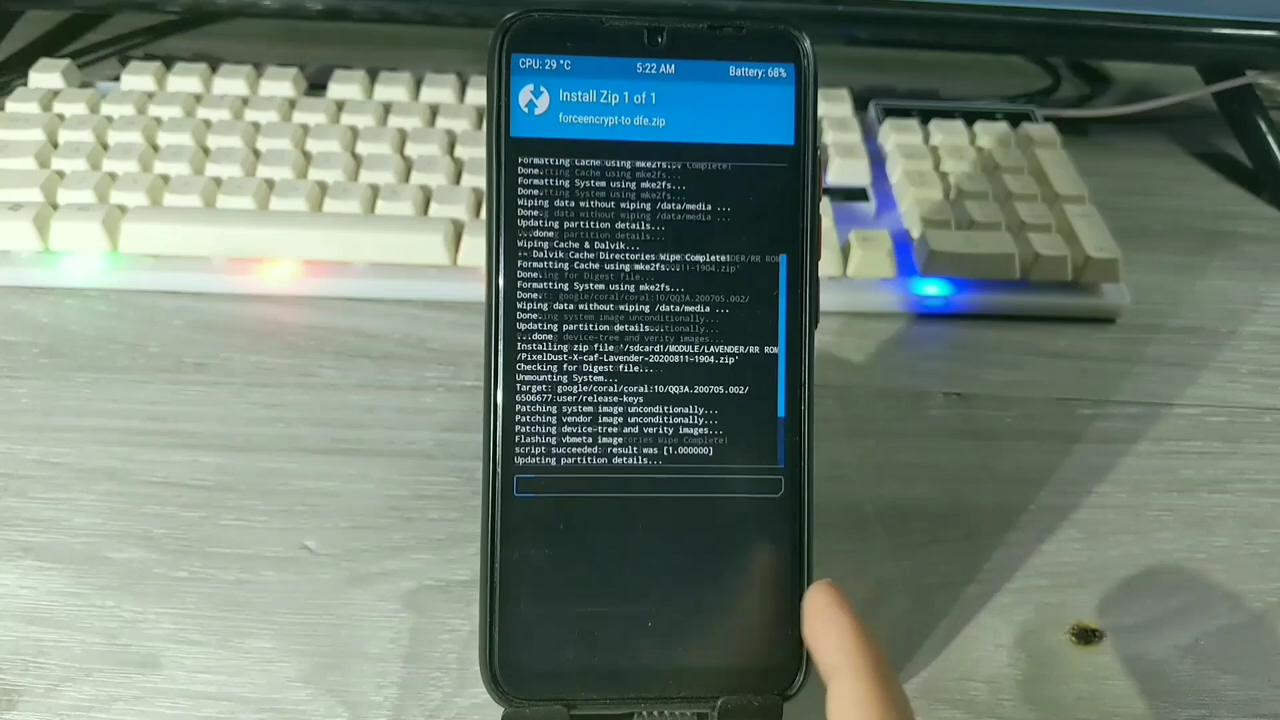 CPU: 29 °C
5:22 AM
Battery: 68%
Install Zip 1 of 1
forceencrypt-to dfe.zip
Formatting Cache using mke2fs...
Done.
Formatting System using mke2fs...
Done.
Wiping data without wiping /data/media ...
Done.
Updating partition details...
...done
Wiping Cache & Dalvik...
-- Dalvik Cache Directories Wipe Complete!
Formatting Cache using mke2fs...
Done.
Formatting System using mke2fs...
Done.
Wiping data without wiping /data/media ...
Done.
Updating partition details...
...done
Installing zip file '/sdcard1/MODULE/LAVENDER/RR ROM
/PixelDust-X-caf-Lavender-20200811-1904.zip'
Checking for Digest file...
Unmounting System...
Target: google/coral/coral:10/QQ3A.200705.002/
6506677:user/release-keys
Patching system image unconditionally...
Patching vendor image unconditionally...
Patching device-tree and verity images...
Flashing vbmeta image
script succeeded: result was [1.000000]
Updating partition details...